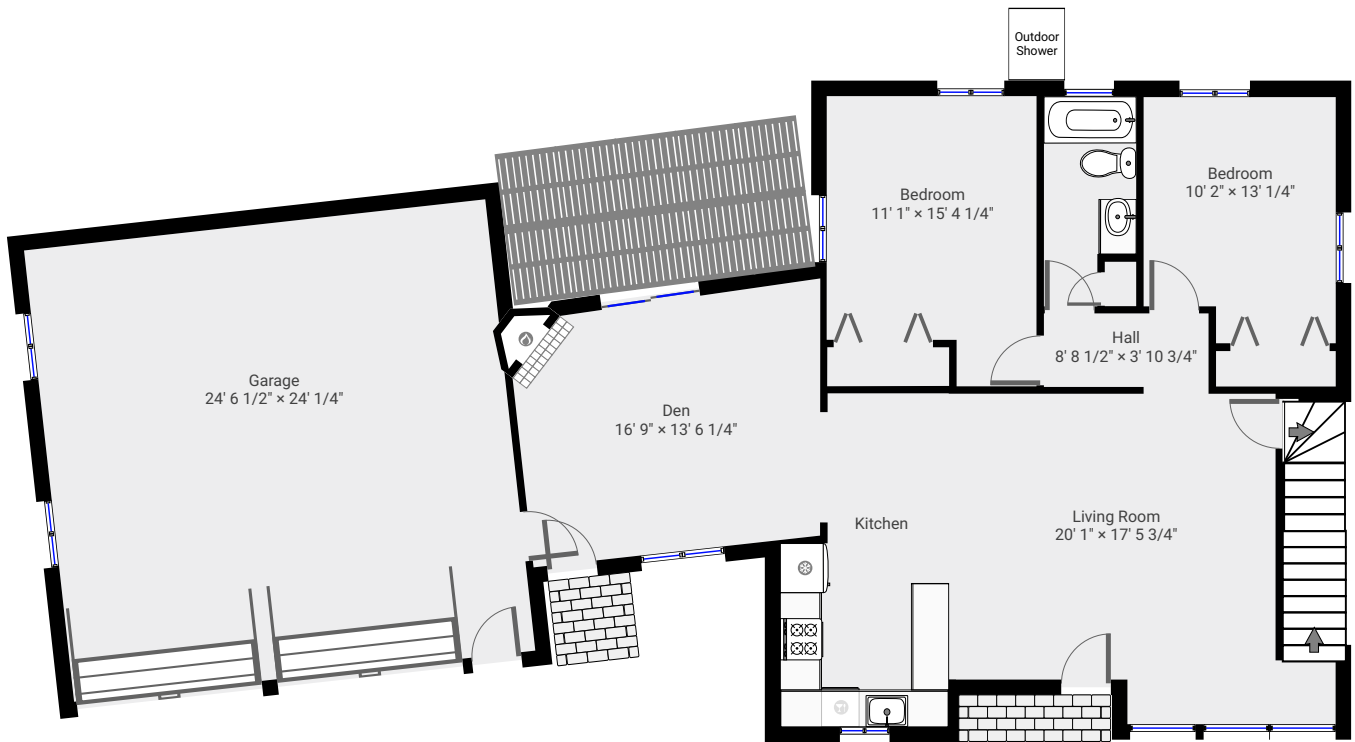 Outdoor
Shower
Bedroom
11' 1" × 15' 4 1/4"
Bedroom
10' 2" × 13' 1/4"
Hall
8' 8 1/2" × 3' 10 3/4"
Garage
24' 6 1/2" × 24' 1/4"
Den
16' 9" × 13' 6 1/4"
Kitchen
Living Room
20' 1" × 17' 5 3/4"